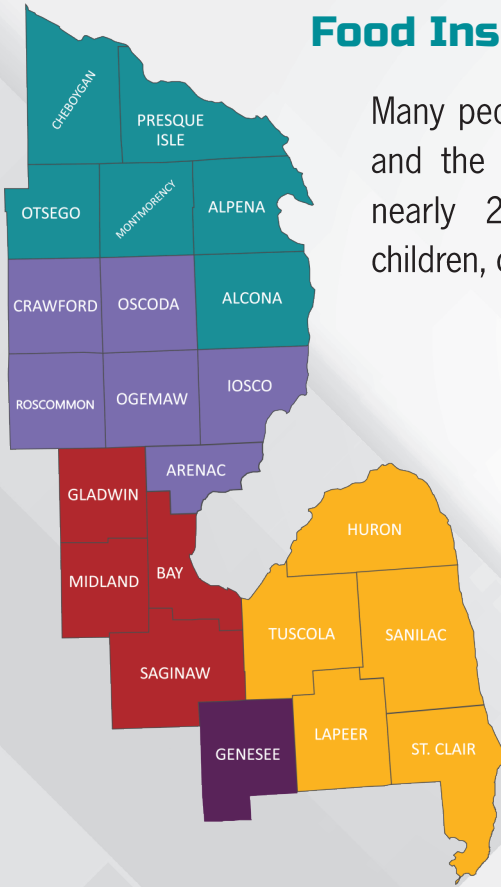 Food Ins
Many peo
and the
nearly 2
children, o
CHEBOYGAN
PRESQUE
ISLE
OTSEGO
MONTMORENCY
ALPENA
CRAWFORD
OSCODA
ALCONA
ROSCOMMON
OGEMAW
IOSCO
ARENAC
GLADWIN
HURON
MIDLAND
BAY
TUSCOLA
SANILAC
SAGINAW
GENESEE
LAPEER
ST. CLAIR